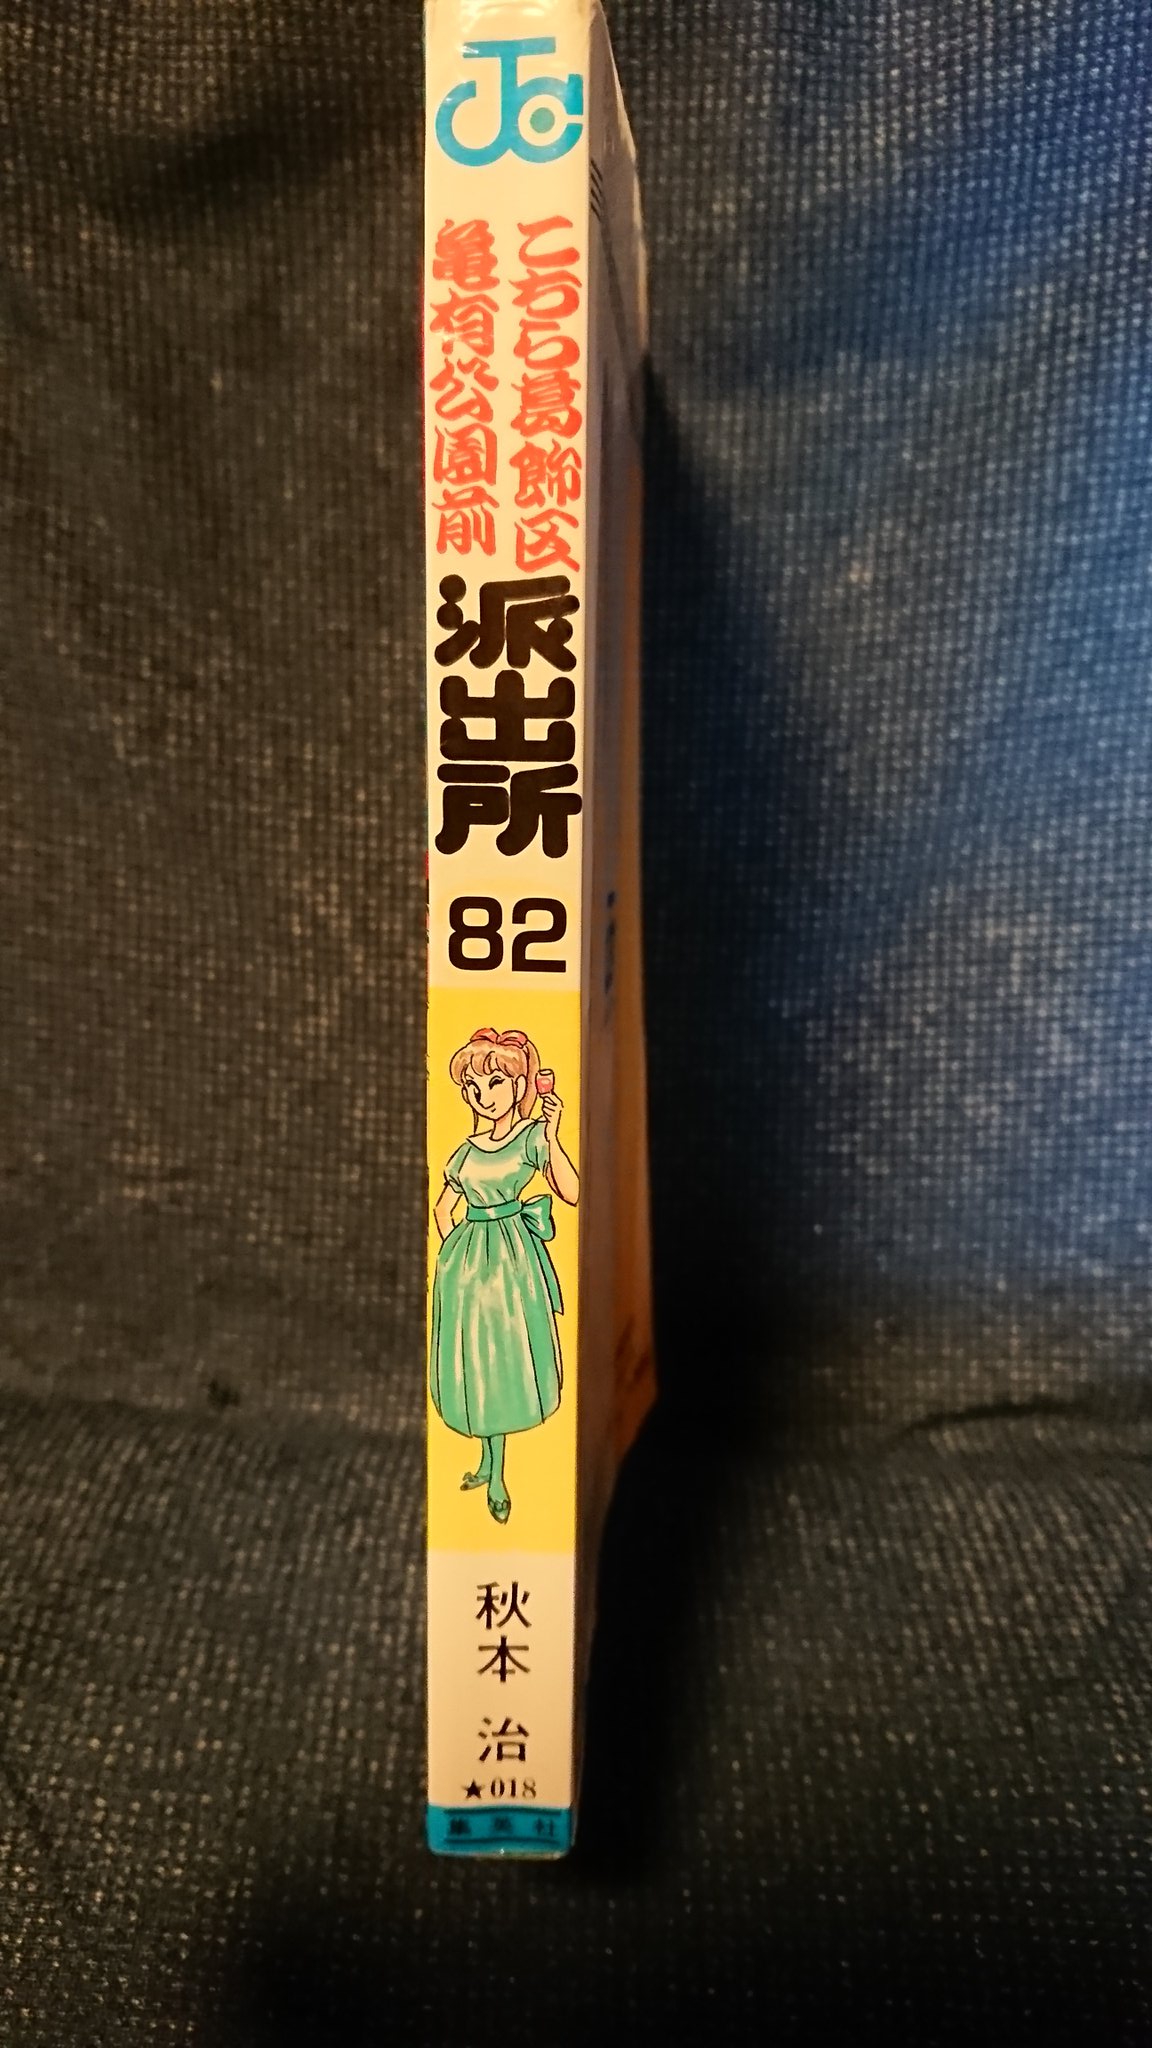 JC
こちら葛飾区
亀有公園前
派出所
82
秋本 治
★018
集英社